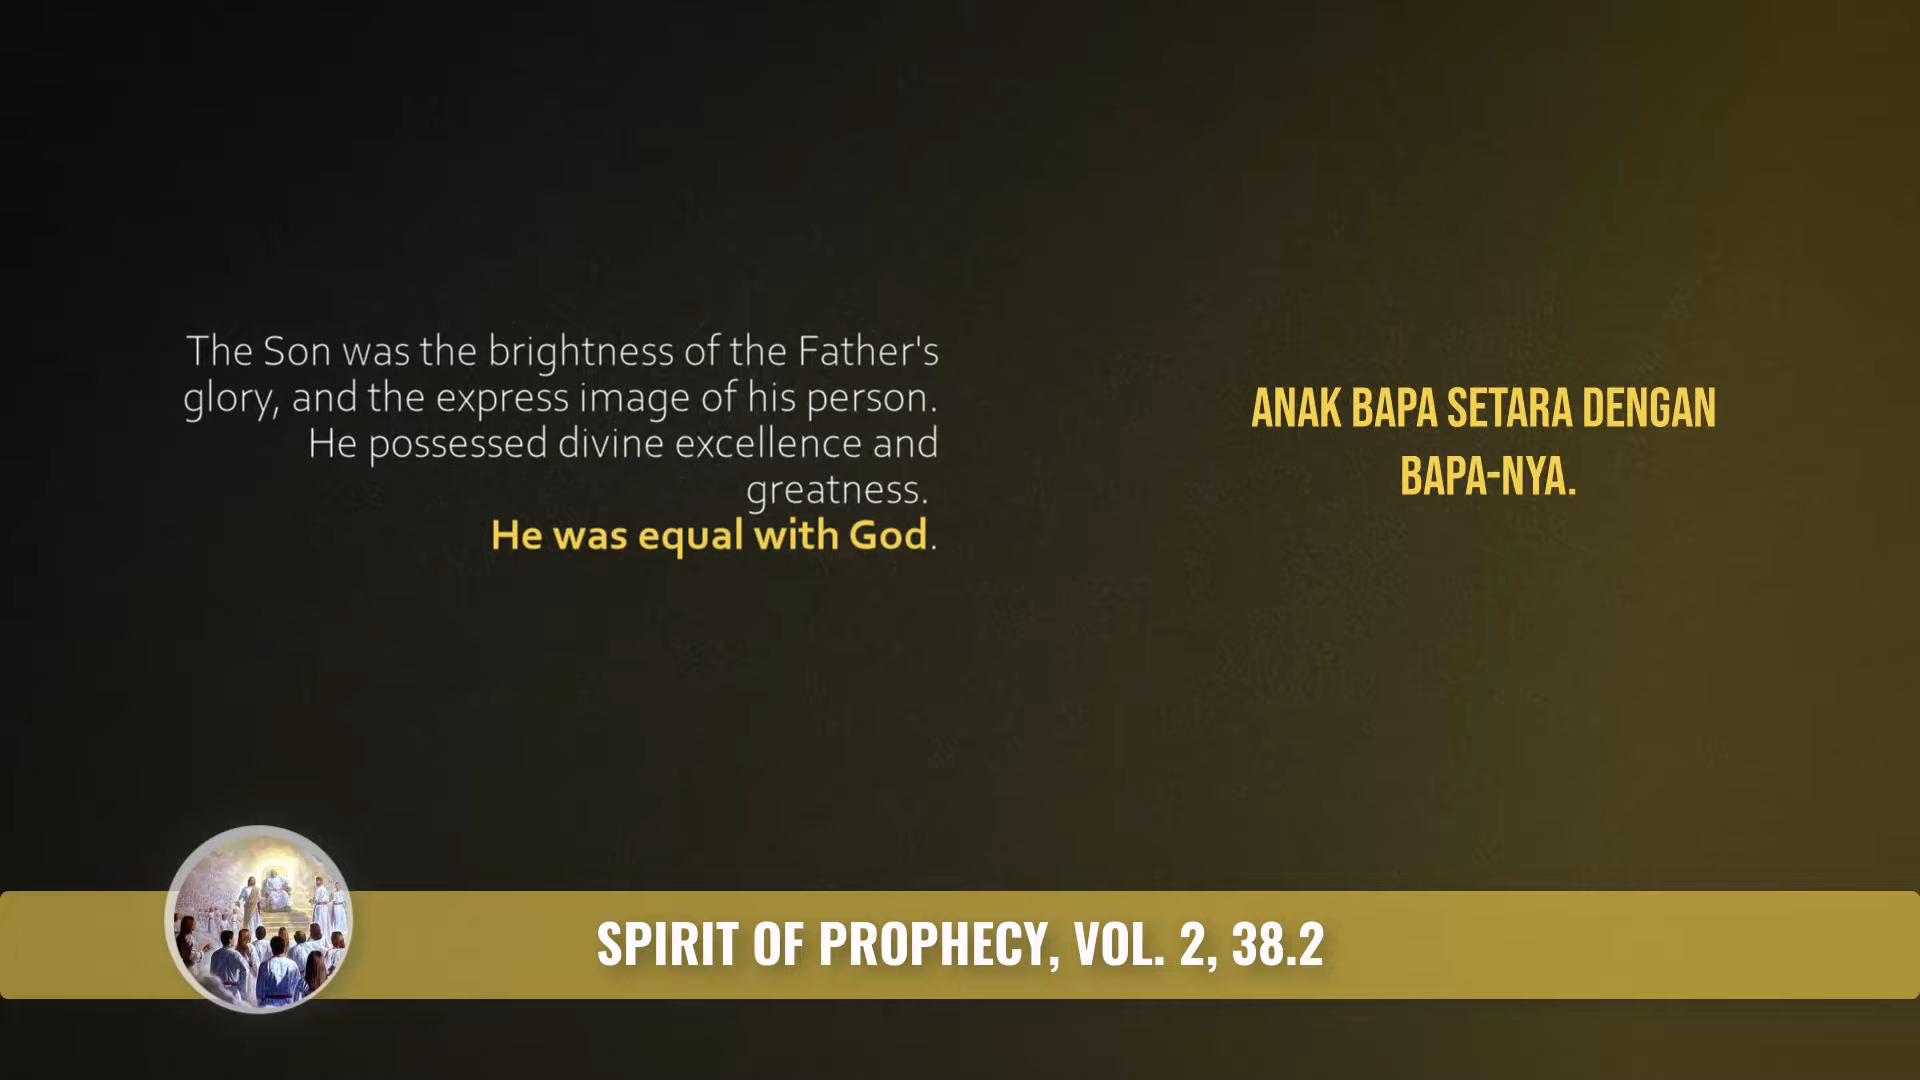 The Son was the brightness of the Father's
glory, and the express image of his person.
He possessed divine excellence and
greatness.
He was equal with God.
ANAK BAPA SETARA DENGAN
BAPA-NYA.
SPIRIT OF PROPHECY, VOL. 2, 38.2